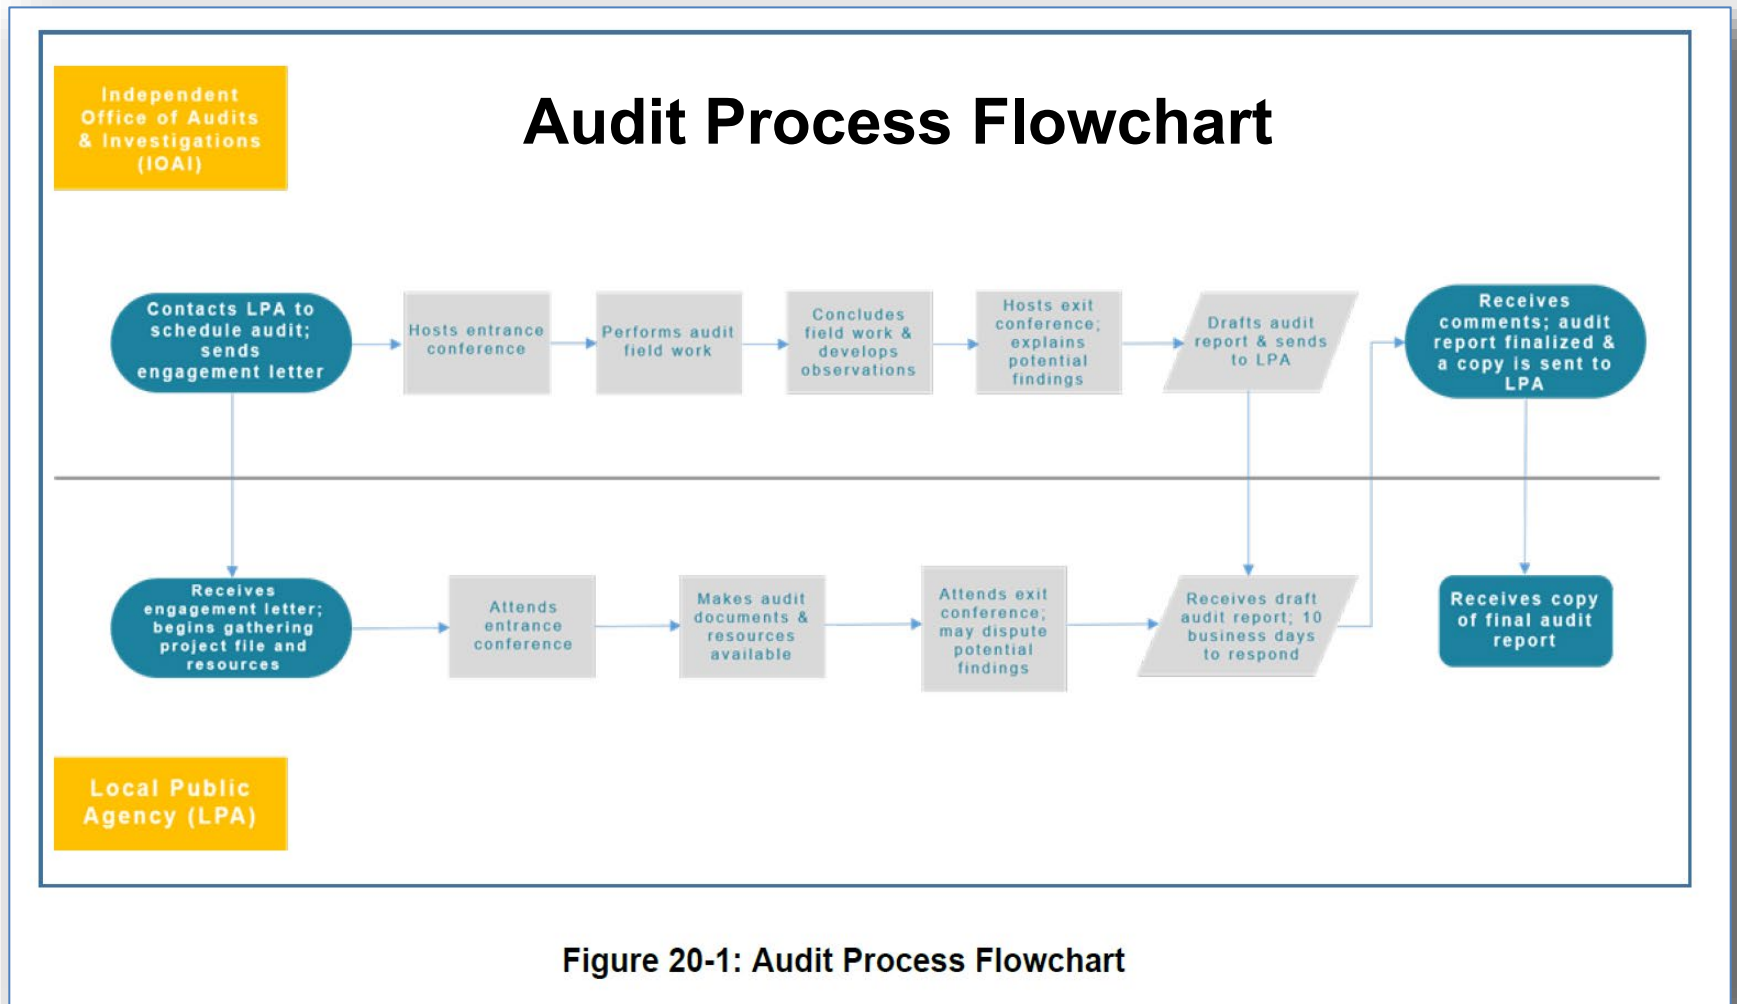 Independent
Office of Audits
& Investigations
(IOAI)
Audit Process Flowchart
Contacts LPA to
schedule audit;
sends
engagement letter
Hosts entrance
conference
Performs audit
field work
Concludes
field work &
develops
observations
Hosts exit
conference;
explains
potential
findings
Drafts audit
report & sends
to LPA
Receives
comments; audit
report finalized &
a copy is sent to
LPA
Receives
engagement letter;
begins gathering
project file and
resources
Attends
entrance
conference
Makes audit
documents &
resources
available
Attends exit
conference;
may dispute
potential
findings
Receives draft
audit report; 10
business days
to respond
Receives copy
of final audit
report
Local Public
Agency (LPA)
Figure 20-1: Audit Process Flowchart